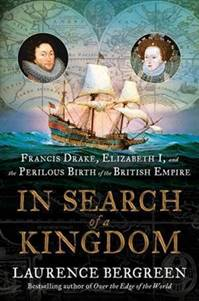 FRANCIS DRAKE, ELIZABETH I, and
the PERILOUS BIRTH of the BRITISH EMPIRE
IN SEARCH
of a
KINGDOM
LAURENCE BERGREEN
Bestselling author of Over the Edge of the World